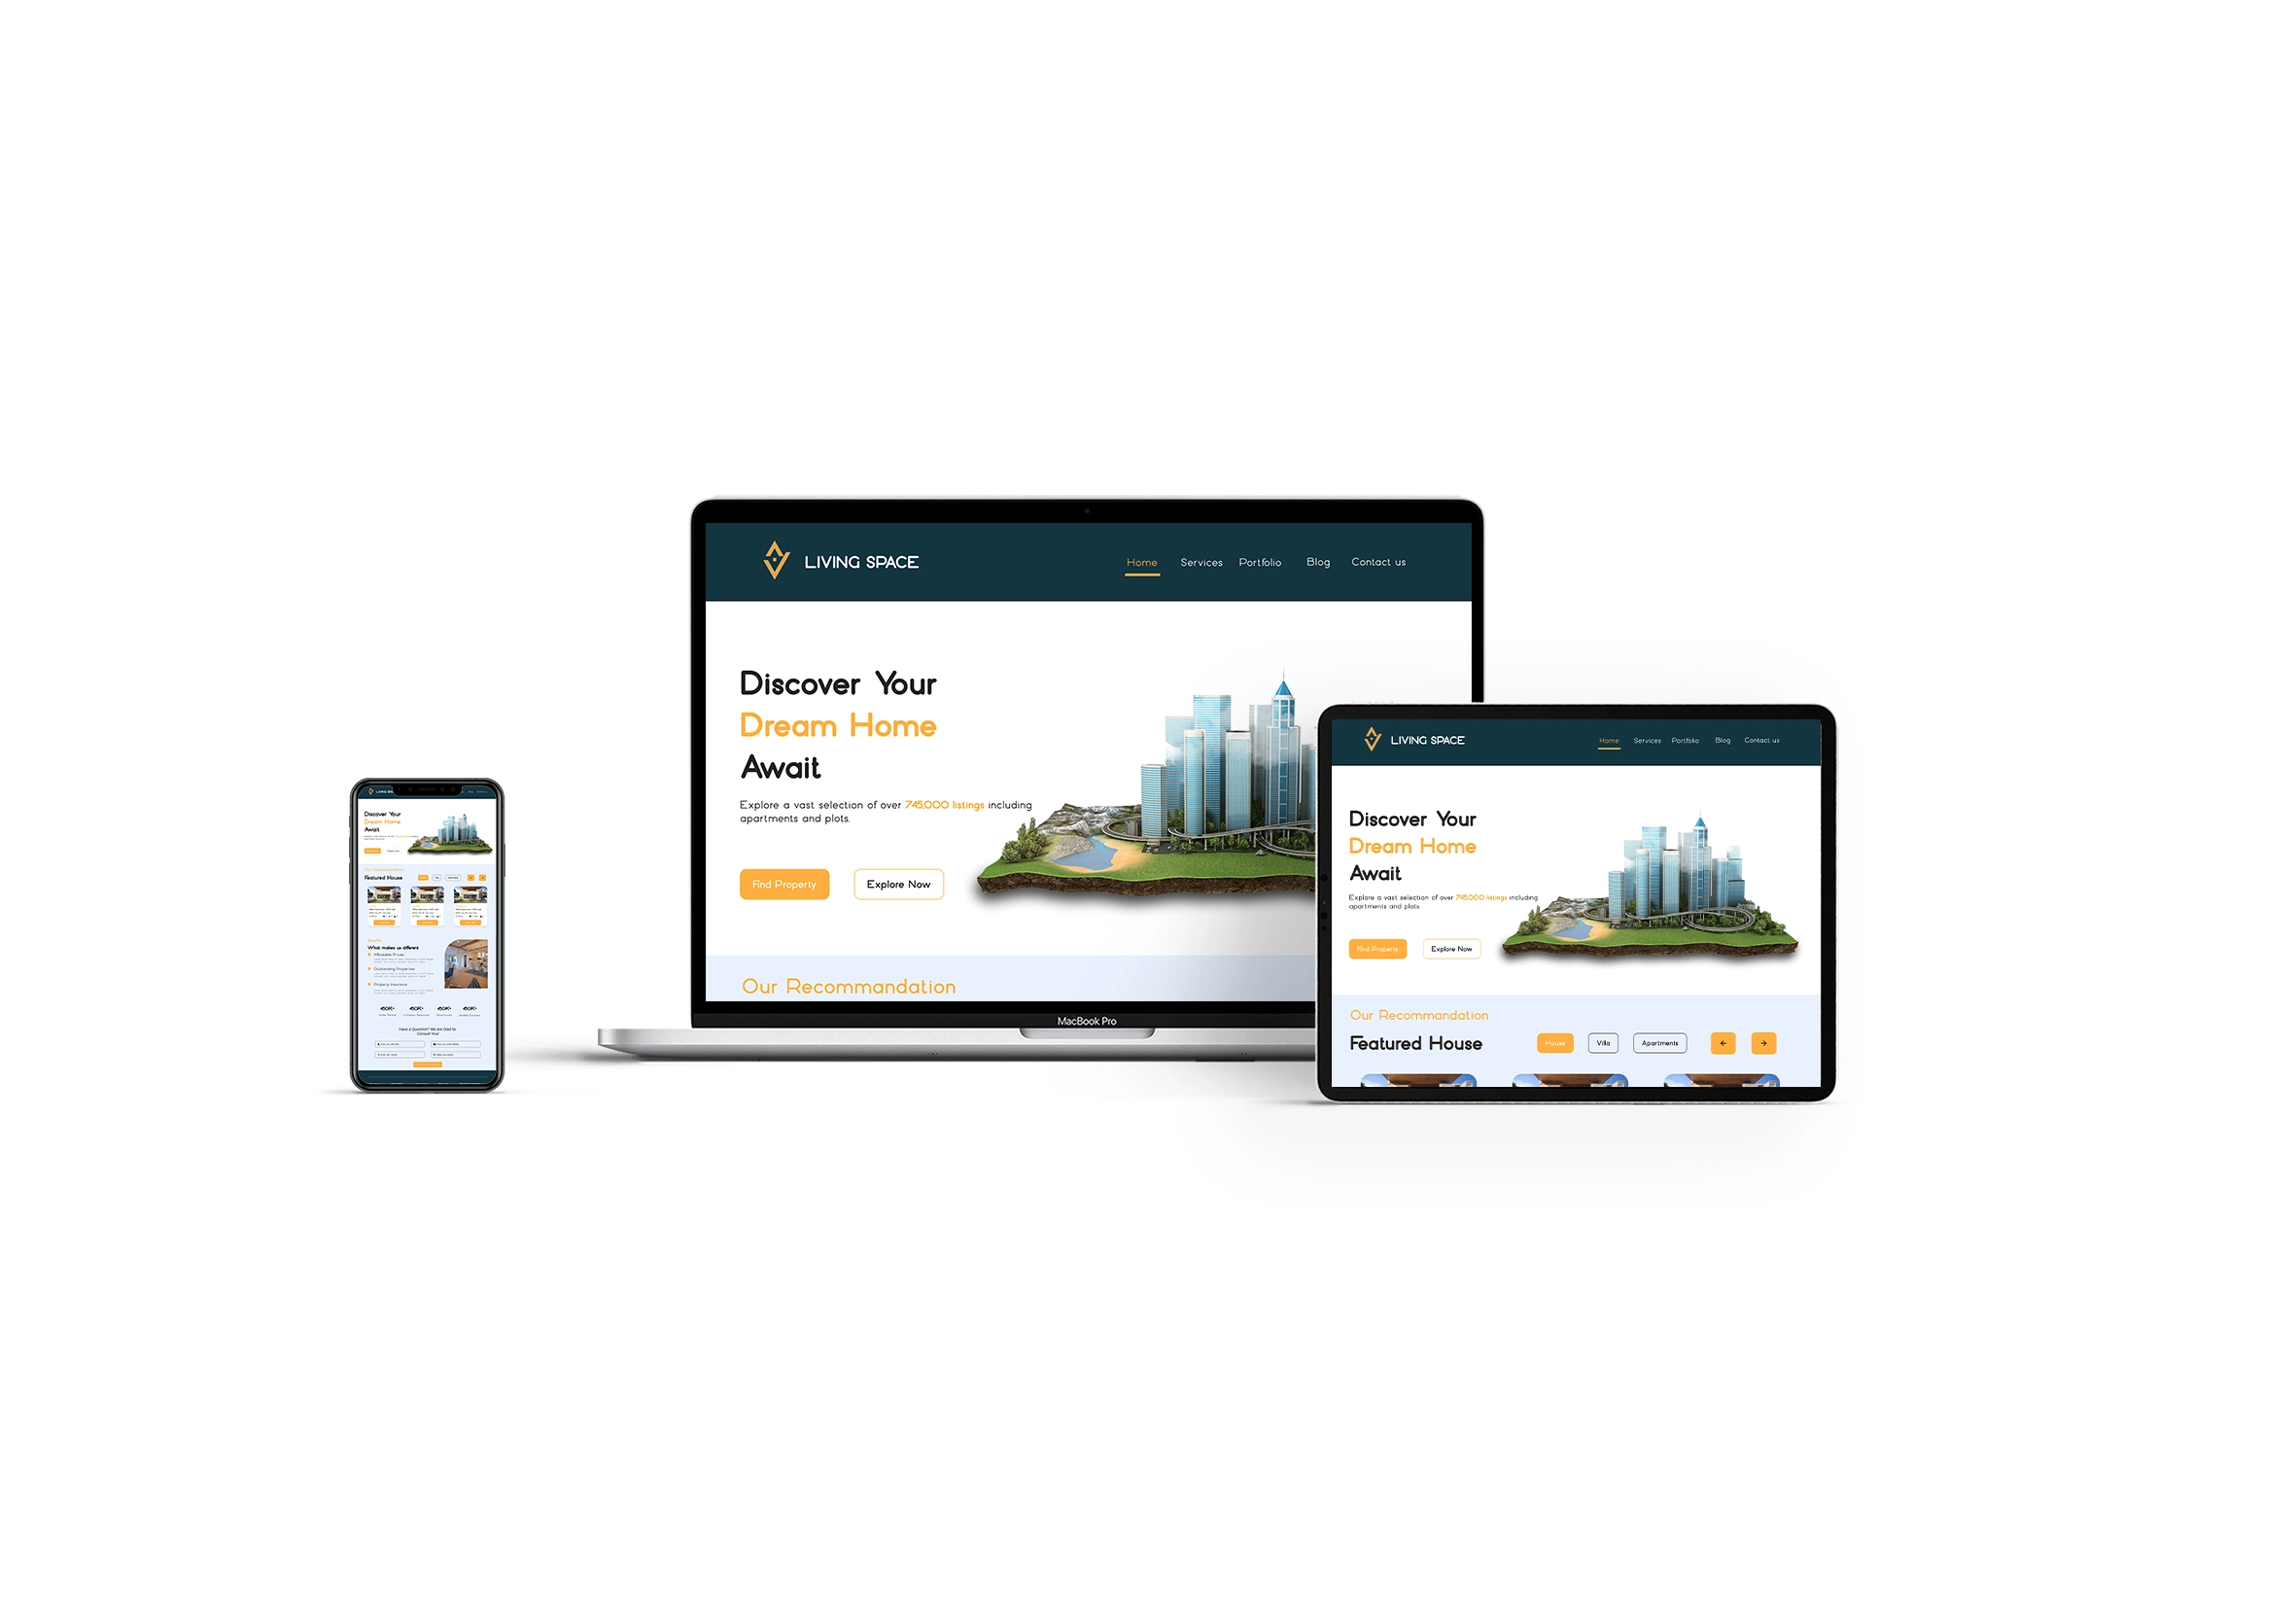 LIVING SPACE
Home Services Portfolio Blog Contact us
Discover Your
Dream Home
Await
Explore a vast selection of over 745.000 listings including
apartments and plots.
Find Property Explore Now
Our Recommandation
MacBook Pro
LIVING SPACE
Home Services Portfolio Blog Contact us
Discover Your
Dream Home
Await
Explore a vast selection of over 745.000 listings including
apartments and plots.
Find Property Explore Now
Our Recommandation
Featured House House Villa Apartments
Discover Your
Dream Home
Await
Our Recommandation
Featured House
What makes us different
Affordable Prices
Outstanding Properties
Property Insurance
Have a Question? We are Glad to
Consult You!